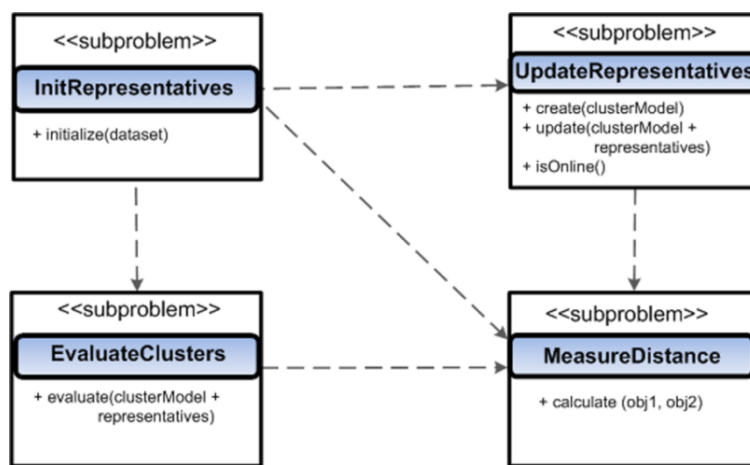 <<subproblem>>
InitRepresentatives
+ initialize(dataset)
<<subproblem>>
UpdateRepresentatives
+ create(clusterModel)
+ update(clusterModel +
representatives)
+ isOnline()
<<subproblem>>
EvaluateClusters
+ evaluate(clusterModel +
representatives)
<<subproblem>>
MeasureDistance
+ calculate (obj1, obj2)